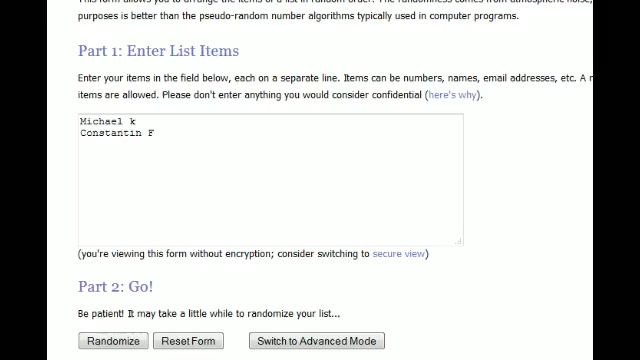 This form allows you to arrange the items of a list in random order. The randomness comes from atmospheric noise,
purposes is better than the pseudo-random number algorithms typically used in computer programs.
Part 1: Enter List Items
Enter your items in the field below, each on a separate line. Items can be numbers, names, email addresses, etc. A
items are allowed. Please don't enter anything you would consider confidential (here's why).
Michael k
Constantin F
(you're viewing this form without encryption; consider switching to secure view)
Part 2: Go!
Be patient! It may take a little while to randomize your list...
Randomize Reset Form Switch to Advanced Mode